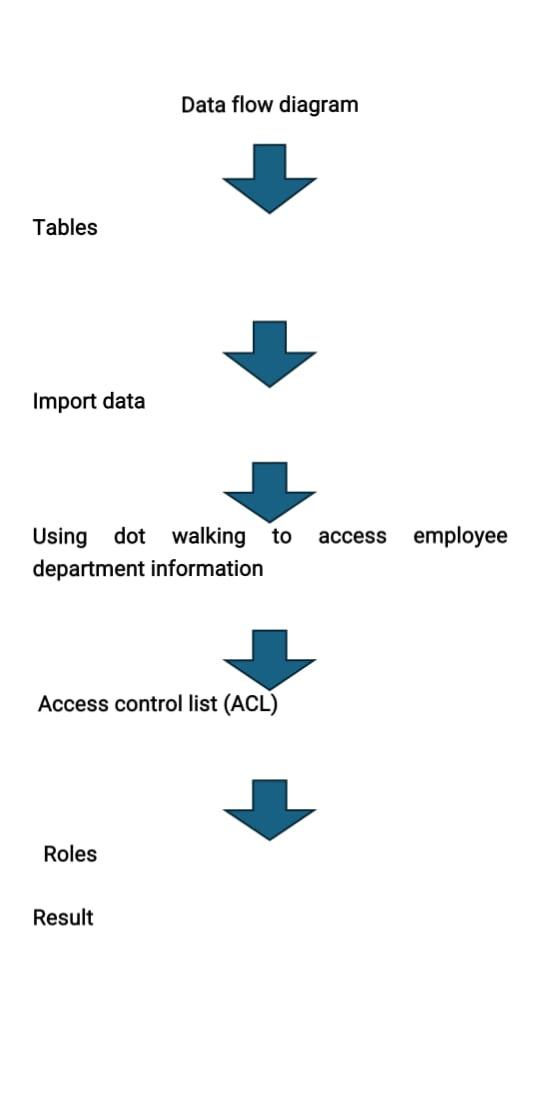 Data flow diagram
Tables
Import data
Using dot walking to access employee
department information
Access control list (ACL)
Roles
Result